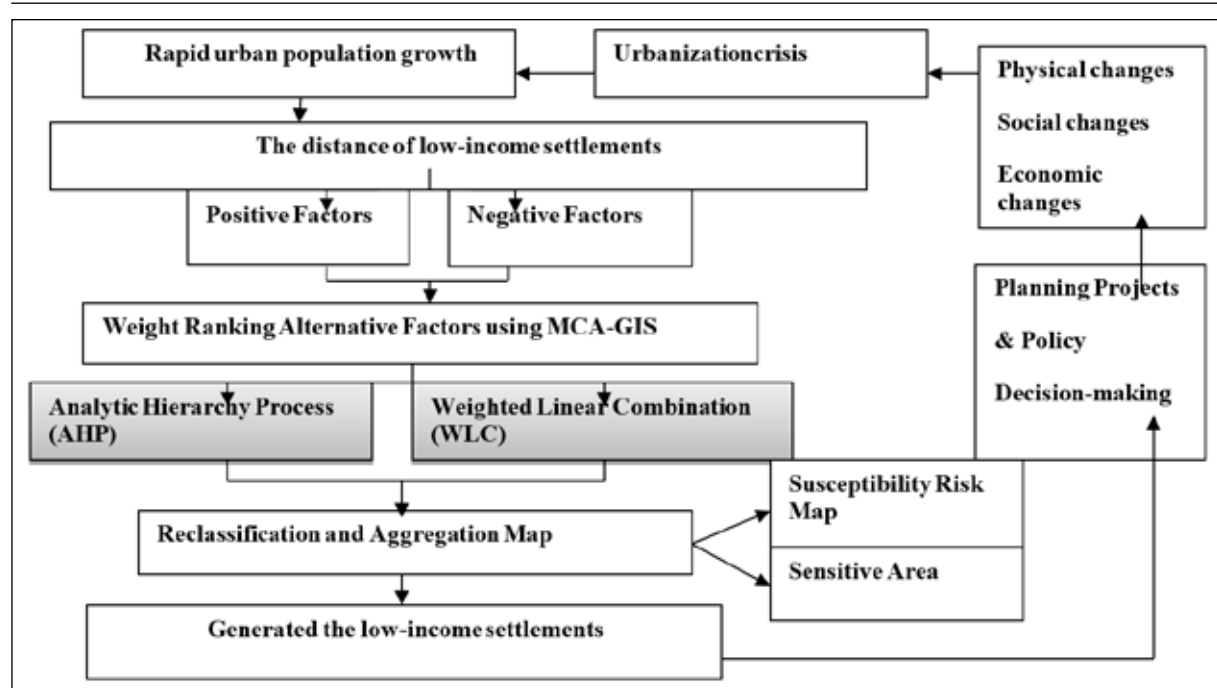 Rapid urban population growth
Urbanizationcrisis
Physical changes
Social changes
Economic
changes
The distance of low-income settlements
Positive Factors
Negative Factors
Planning Projects
& Policy
Decision-making
Weight Ranking Alternative Factors using MCA-GIS
Analytic Hierarchy Process
(AHP)
Weighted Linear Combination
(WLC)
Susceptibility Risk
Map
Sensitive Area
Reclassification and Aggregation Map
Generated the low-income settlements